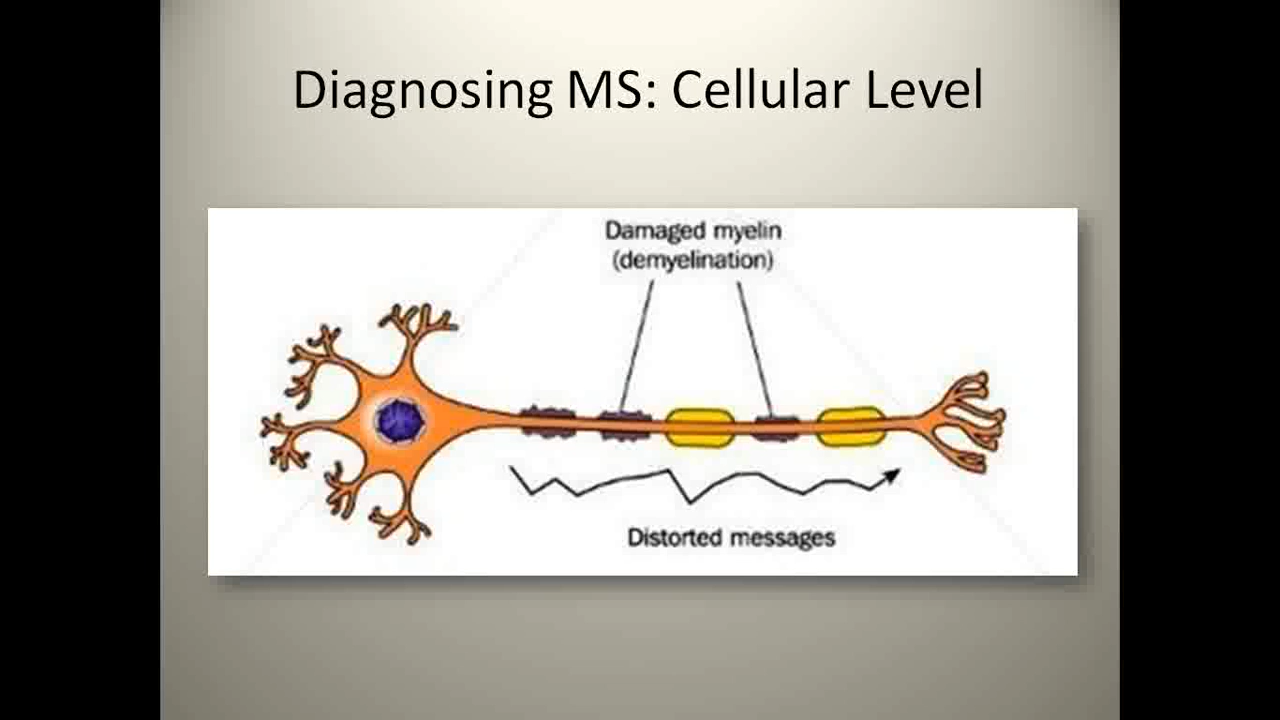 Diagnosing MS: Cellular Level
Damaged myelin
(demyelination)
Distorted messages